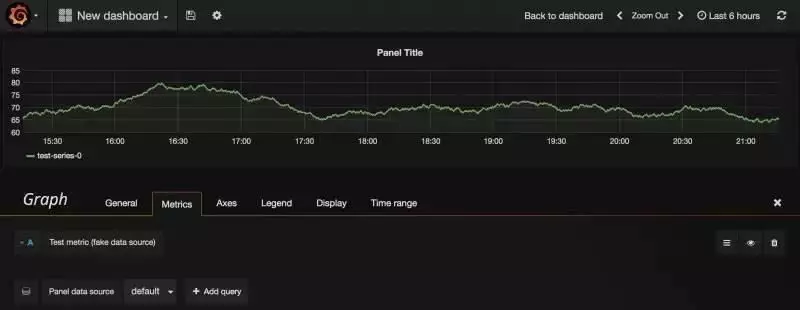 New dashboard Back to dashboard Zoom Out Last 6 hours
Panel Title
85
80
75
70
65
60
15:30 16:00 16:30 17:00 17:30 18:00 18:30 19:00 19:30 20:00 20:30 21:00
test-series-0
Graph General Metrics Axes Legend Display Time range
A Test metric (fake data source)
Panel data source default + Add query